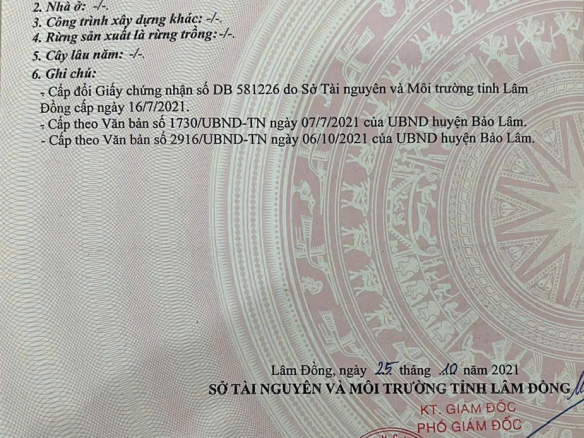 2. Nhà ở: -/-.
3. Công trình xây dựng khác: -/-.
4. Rừng sản xuất là rừng trồng: -/-.
5. Cây lâu năm: -/-.
6. Ghi chú:
- Cấp đổi Giấy chứng nhận số DB 581226 do Sở Tài nguyên và Môi trường tỉnh Lâm
Đồng cấp ngày 16/7/2021.
- Cấp theo Văn bản số 1730/UBND-TN ngày 07/7/2021 của UBND huyện Bảo Lâm.
- Cấp theo Văn bản số 2916/UBND-TN ngày 06/10/2021 của UBND huyện Bảo Lâm.
Lâm Đồng, ngày 25 tháng 10 năm 2021
SỞ TÀI NGUYÊN VÀ MÔI TRƯỜNG TỈNH LÂM ĐỒNG
KT. GIÁM ĐỐC
PHÓ GIÁM ĐỐC